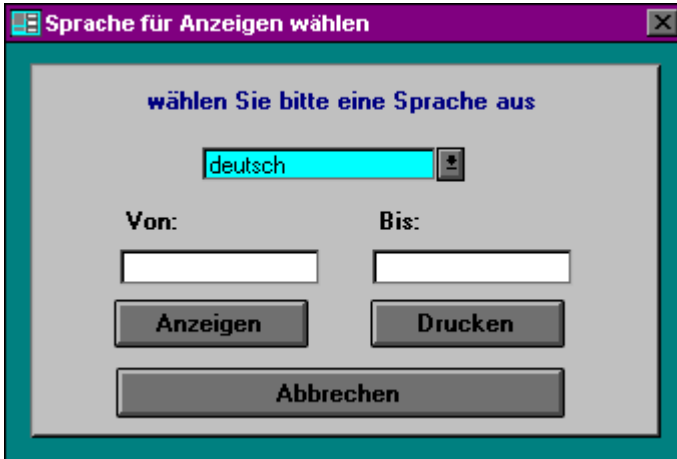 Sprache für Anzeigen wählen
wählen Sie bitte eine Sprache aus
deutsch
Von: Bis:
Anzeigen Drucken
Abbrechen